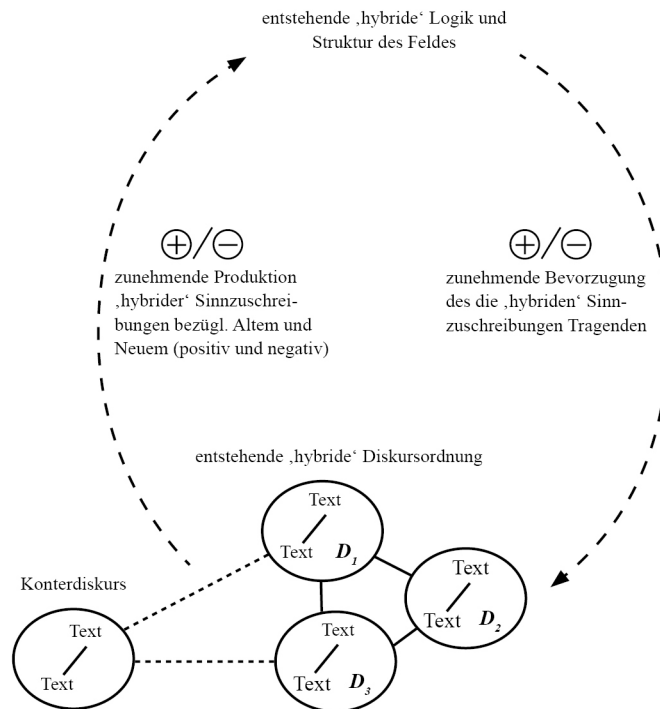 entstehende ‚hybride‘ Logik und
Struktur des Feldes
⊕/⊖
zunehmende Produktion
‚hybrider‘ Sinnzuschrei-
bungen bezügl. Altem und
Neuem (positiv und negativ)
⊕/⊖
zunehmende Bevorzugung
des die ‚hybriden‘ Sinn-
zuschreibungen Tragenden
entstehende ‚hybride‘ Diskursordnung
Text
Text D₁
Text
Text D₂
Konterdiskurs
Text
Text
Text
Text D₃